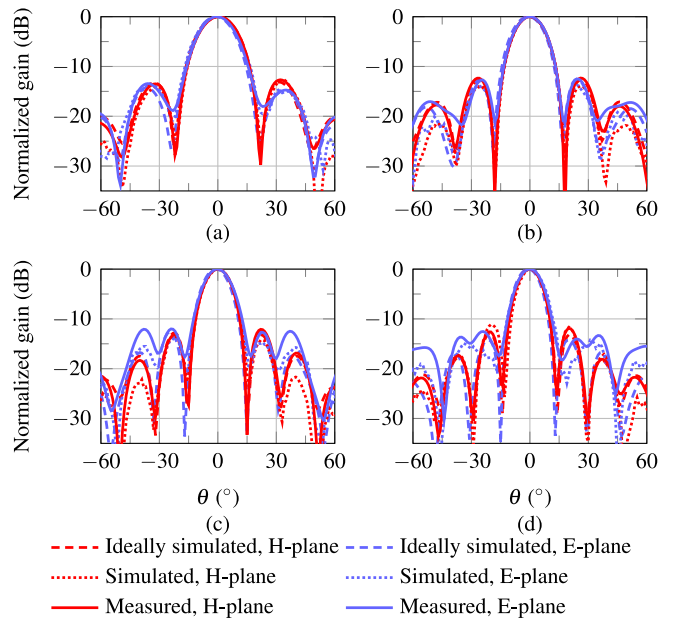 0 0
−10 −10
−20 −20
−30 −30
Normalized gain (dB)
−60 −30 0 30 60 −60 −30 0 30 60
(a) (b)
0 0
−10 −10
−20 −20
−30 −30
Normalized gain (dB)
−60 −30 0 30 60 −60 −30 0 30 60
θ (°) θ (°)
(c) (d)
Ideally simulated, H-plane Ideally simulated, E-plane
Simulated, H-plane Simulated, E-plane
Measured, H-plane Measured, E-plane